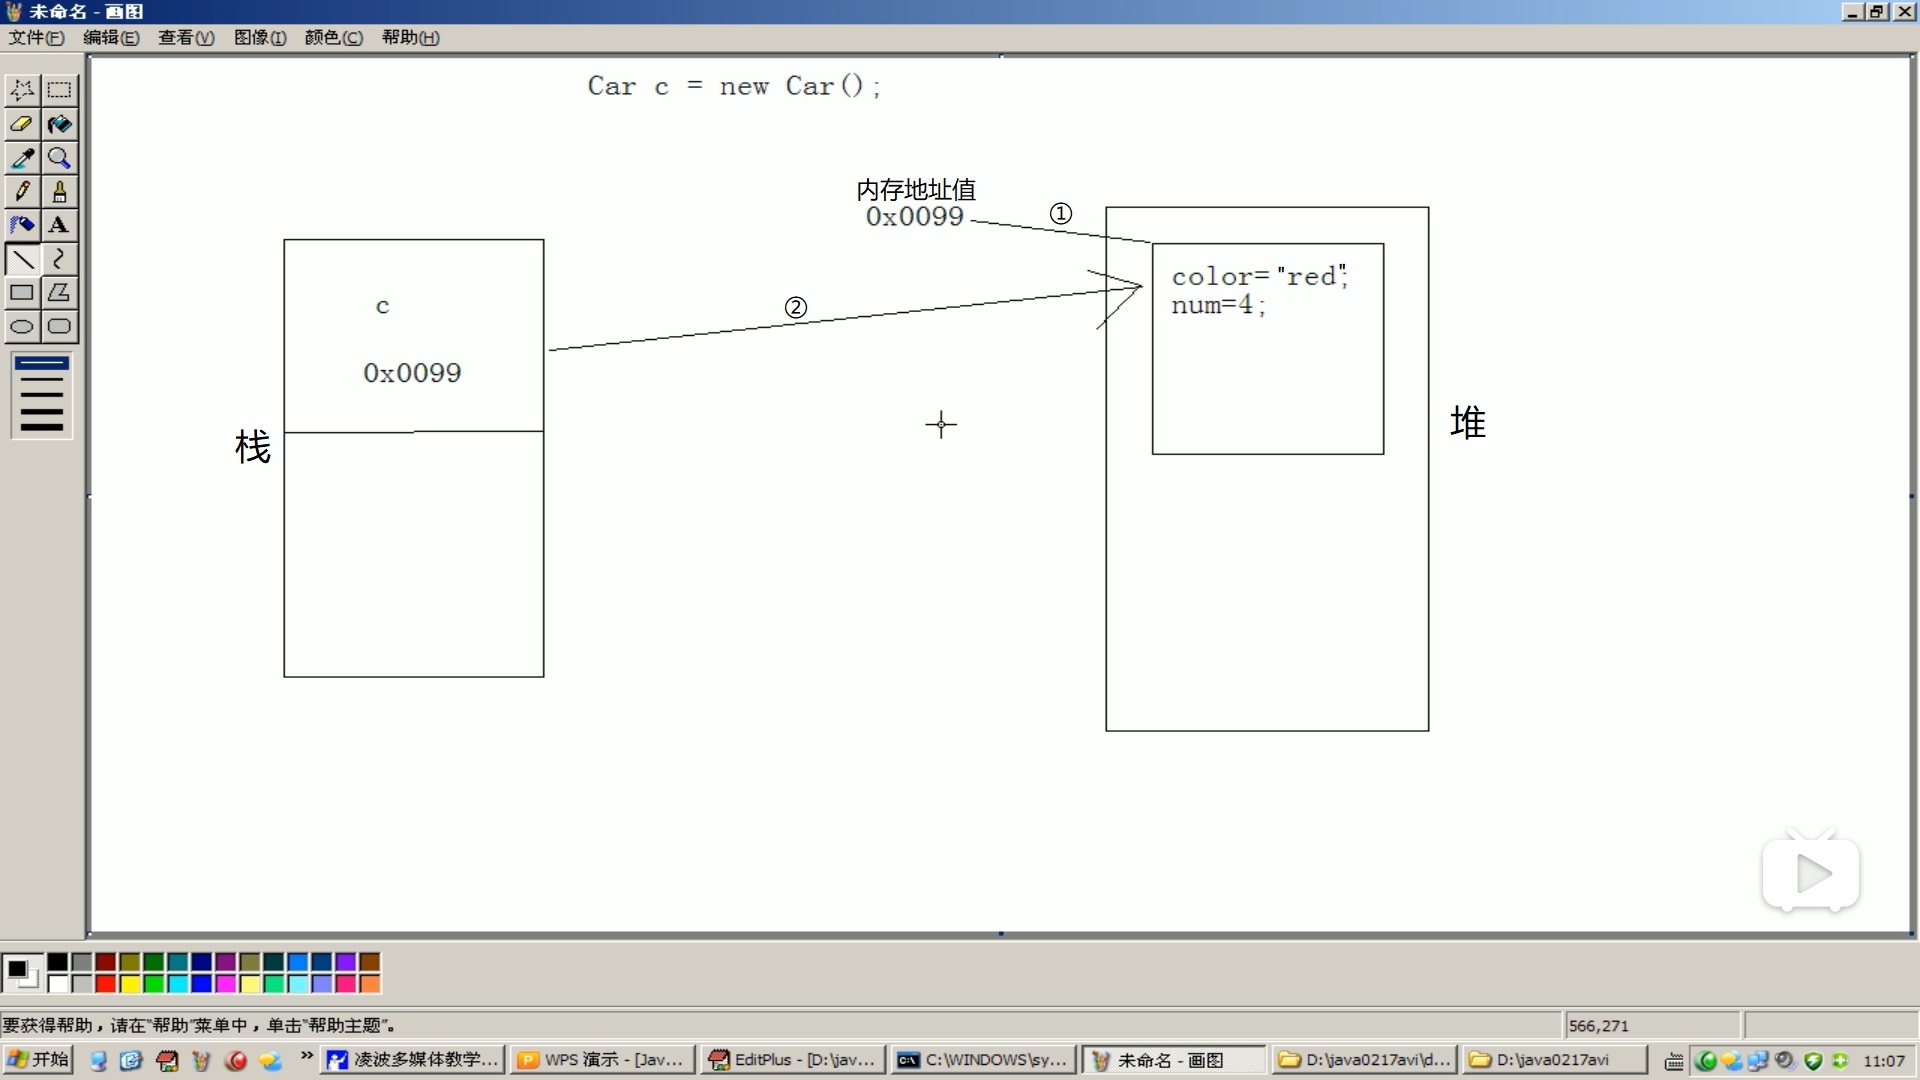 未命名 - 画图
文件(F) 编辑(E) 查看(V) 图像(I) 颜色(C) 帮助(H)
Car c = new Car();
内存地址值
0x0099
①
color="red";
num=4;
c
②
0x0099
栈
堆
A
要获得帮助，请在“帮助”菜单中，单击“帮助主题”。
566,271
开始
»
凌波多媒体教学...
WPS 演示 - [Jav...
EditPlus - [D:\jav...
C:\WINDOWS\sy...
未命名 - 画图
D:\java0217avi\d...
D:\java0217avi
11:07